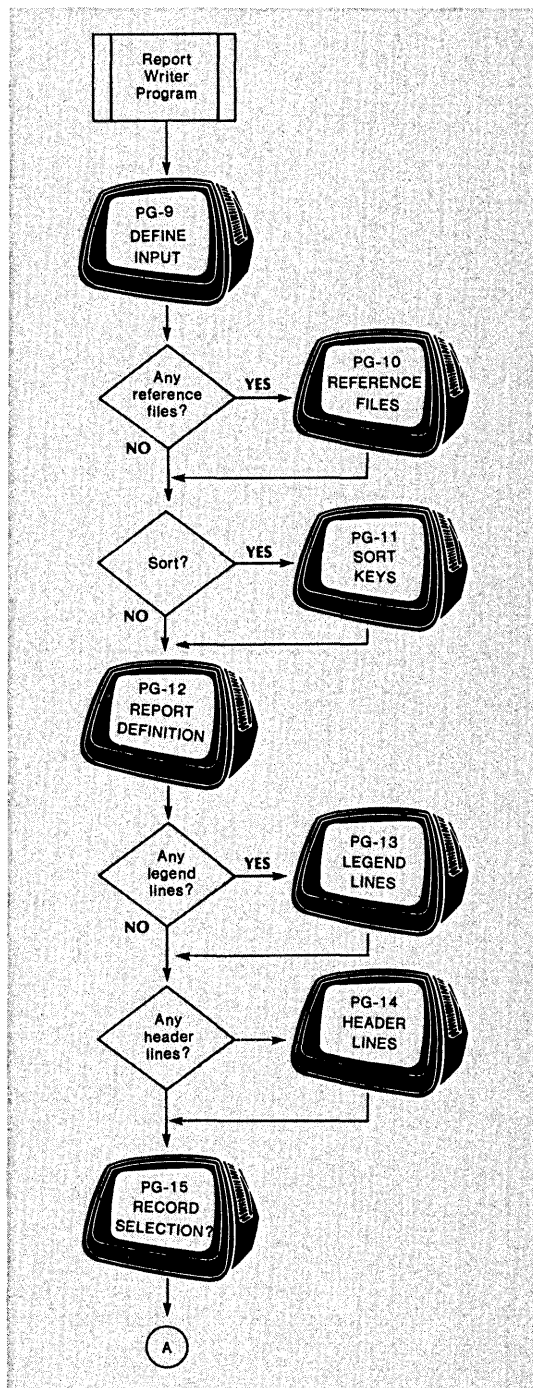 Report
Writer
Program
PG-9
DEFINE
INPUT
Any
reference
files?
YES
PG-10
REFERENCE
FILES
NO
Sort?
YES
PG-11
SORT
KEYS
NO
PG-12
REPORT
DEFINITION
Any
legend
lines?
YES
PG-13
LEGEND
LINES
NO
Any
header
lines?
PG-14
HEADER
LINES
PG-15
RECORD
SELECTION?
A